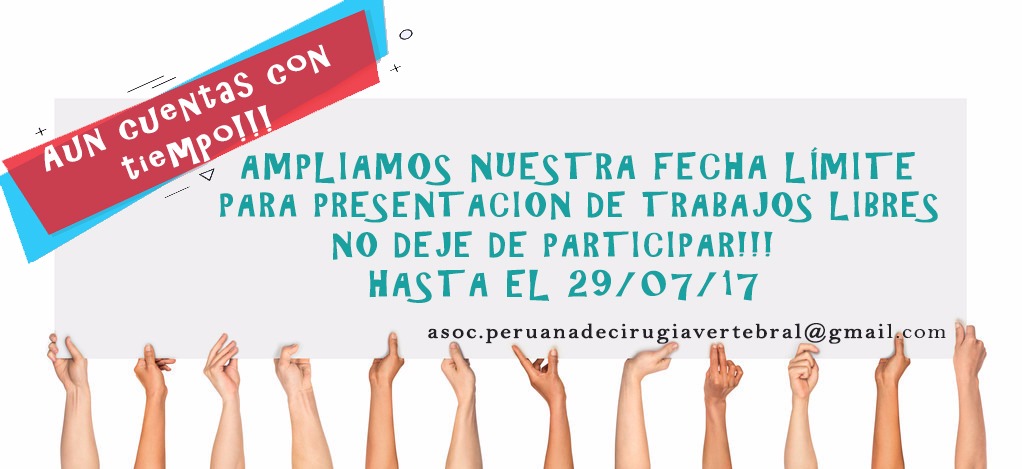 AUN CUENTAS CON
TIEMPO!!!
AMPLIAMOS NUESTRA FECHA LÍMITE
PARA PRESENTACION DE TRABAJOS LIBRES
NO DEJE DE PARTICIPAR!!!
HASTA EL 29/07/17
asoc.peruanadecirugiavertebral@gmail.com